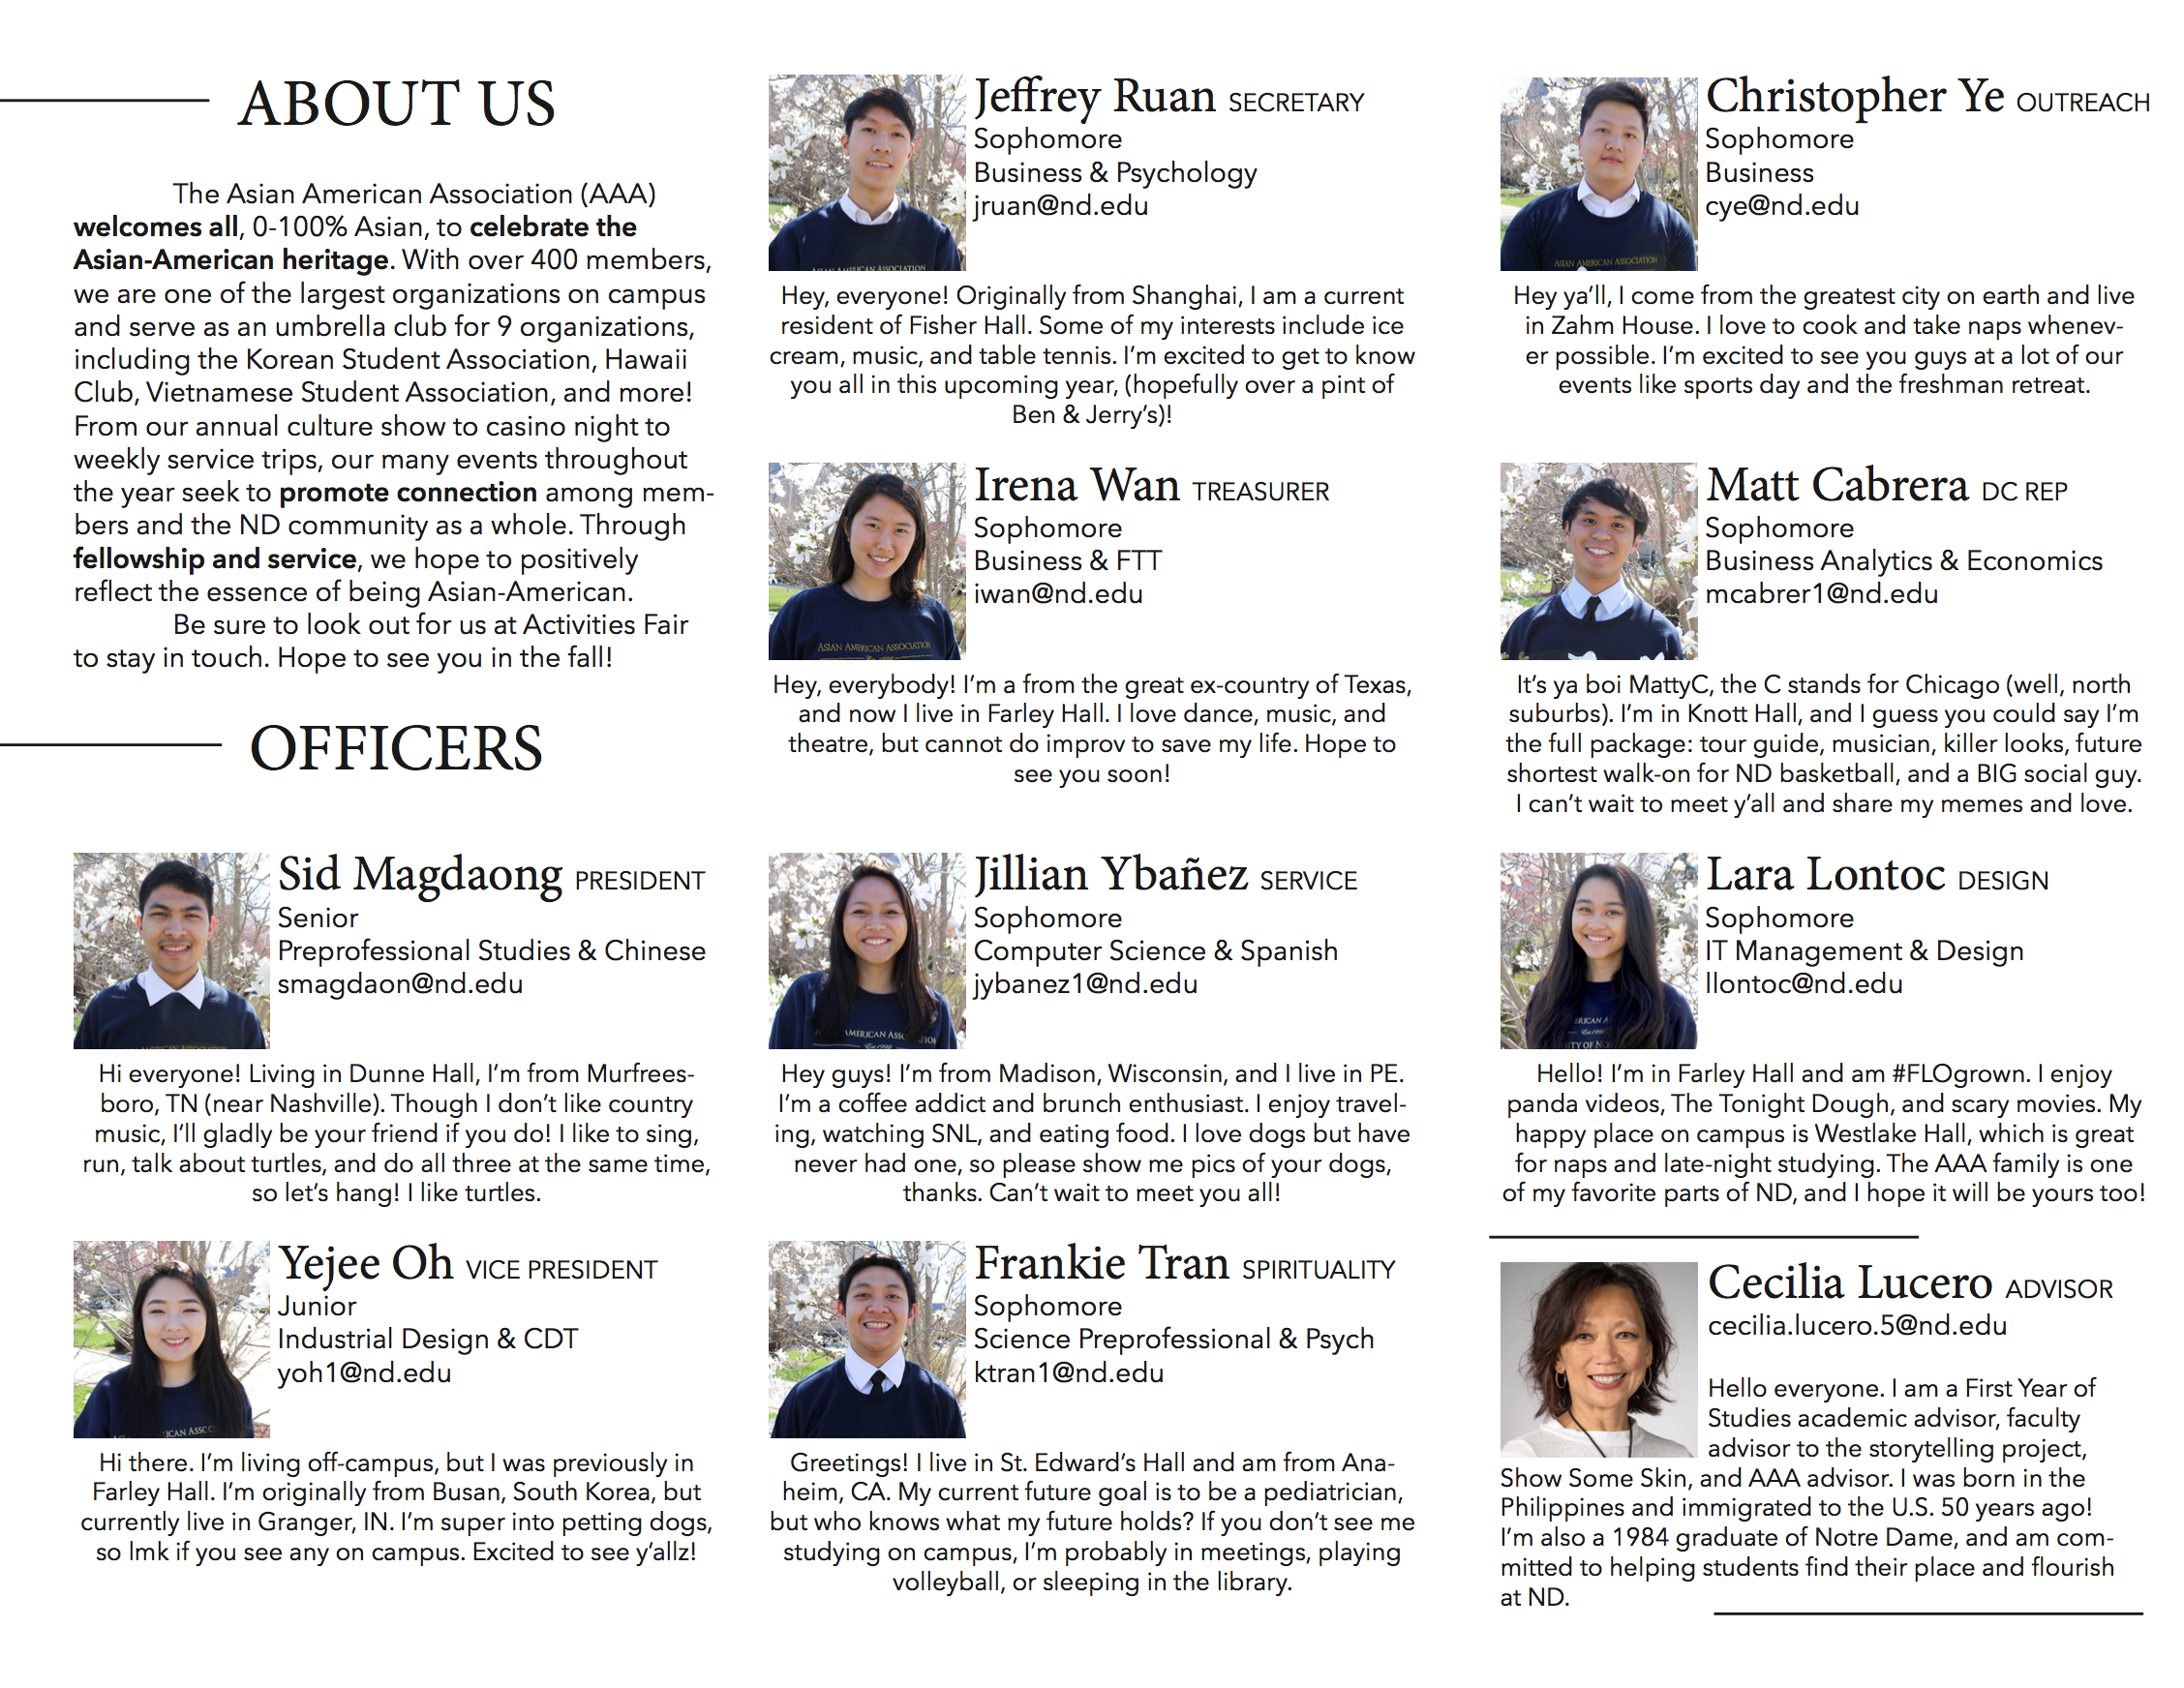 ABOUT US
The Asian American Association (AAA)
welcomes all, 0-100% Asian, to celebrate the
Asian-American heritage. With over 400 members,
we are one of the largest organizations on campus
and serve as an umbrella club for 9 organizations,
including the Korean Student Association, Hawaii
Club, Vietnamese Student Association, and more!
From our annual culture show to casino night to
weekly service trips, our many events throughout
the year seek to promote connection among mem-
bers and the ND community as a whole. Through
fellowship and service, we hope to positively
reflect the essence of being Asian-American.
Be sure to look out for us at Activities Fair
to stay in touch. Hope to see you in the fall!
OFFICERS
Sid Magdaong PRESIDENT
Senior
Preprofessional Studies & Chinese
smagdaon@nd.edu
Hi everyone! Living in Dunne Hall, I'm from Murfrees-
boro, TN (near Nashville). Though I don't like country
music, I'll gladly be your friend if you do! I like to sing,
run, talk about turtles, and do all three at the same time,
so let's hang! I like turtles.
AMERICAN ASSOC
Yejee Oh VICE PRESIDENT
Junior
Industrial Design & CDT
yoh1@nd.edu
Hi there. I'm living off-campus, but I was previously in
Farley Hall. I'm originally from Busan, South Korea, but
currently live in Granger, IN. I'm super into petting dogs,
so lmk if you see any on campus. Excited to see y'allz!
ASIAN AMERICAN ASSOCIATION
Jeffrey Ruan SECRETARY
Sophomore
Business & Psychology
jruan@nd.edu
Hey, everyone! Originally from Shanghai, I am a current
resident of Fisher Hall. Some of my interests include ice
cream, music, and table tennis. I'm excited to get to know
you all in this upcoming year, (hopefully over a pint of
Ben & Jerry's)!
ASIAN AMERICAN ASSOCIATION
Irena Wan TREASURER
Sophomore
Business & FTT
iwan@nd.edu
Hey, everybody! I'm a from the great ex-country of Texas,
and now I live in Farley Hall. I love dance, music, and
theatre, but cannot do improv to save my life. Hope to
see you soon!
AMERICAN ASSOC
Jillian Ybañez SERVICE
Sophomore
Computer Science & Spanish
jybanez1@nd.edu
Hey guys! I'm from Madison, Wisconsin, and I live in PE.
I'm a coffee addict and brunch enthusiast. I enjoy travel-
ing, watching SNL, and eating food. I love dogs but have
never had one, so please show me pics of your dogs,
thanks. Can't wait to meet you all!
Frankie Tran SPIRITUALITY
Sophomore
Science Preprofessional & Psych
ktran1@nd.edu
Greetings! I live in St. Edward's Hall and am from Ana-
heim, CA. My current future goal is to be a pediatrician,
but who knows what my future holds? If you don't see me
studying on campus, I'm probably in meetings, playing
volleyball, or sleeping in the library.
ASIAN AMERICAN ASSOCIATION
Christopher Ye OUTREACH
Sophomore
Business
cye@nd.edu
Hey ya'll, I come from the greatest city on earth and live
in Zahm House. I love to cook and take naps whenev-
er possible. I'm excited to see you guys at a lot of our
events like sports day and the freshman retreat.
Matt Cabrera DC REP
Sophomore
Business Analytics & Economics
mcabrer1@nd.edu
It's ya boi MattyC, the C stands for Chicago (well, north
suburbs). I'm in Knott Hall, and I guess you could say I'm
the full package: tour guide, musician, killer looks, future
shortest walk-on for ND basketball, and a BIG social guy.
I can't wait to meet y'all and share my memes and love.
Lara Lontoc DESIGN
Sophomore
IT Management & Design
llontoc@nd.edu
Hello! I'm in Farley Hall and am #FLOgrown. I enjoy
panda videos, The Tonight Dough, and scary movies. My
happy place on campus is Westlake Hall, which is great
for naps and late-night studying. The AAA family is one
of my favorite parts of ND, and I hope it will be yours too!
Cecilia Lucero ADVISOR
cecilia.lucero.5@nd.edu
Hello everyone. I am a First Year of
Studies academic advisor, faculty
advisor to the storytelling project,
Show Some Skin, and AAA advisor. I was born in the
Philippines and immigrated to the U.S. 50 years ago!
I'm also a 1984 graduate of Notre Dame, and am com-
mitted to helping students find their place and flourish
at ND.